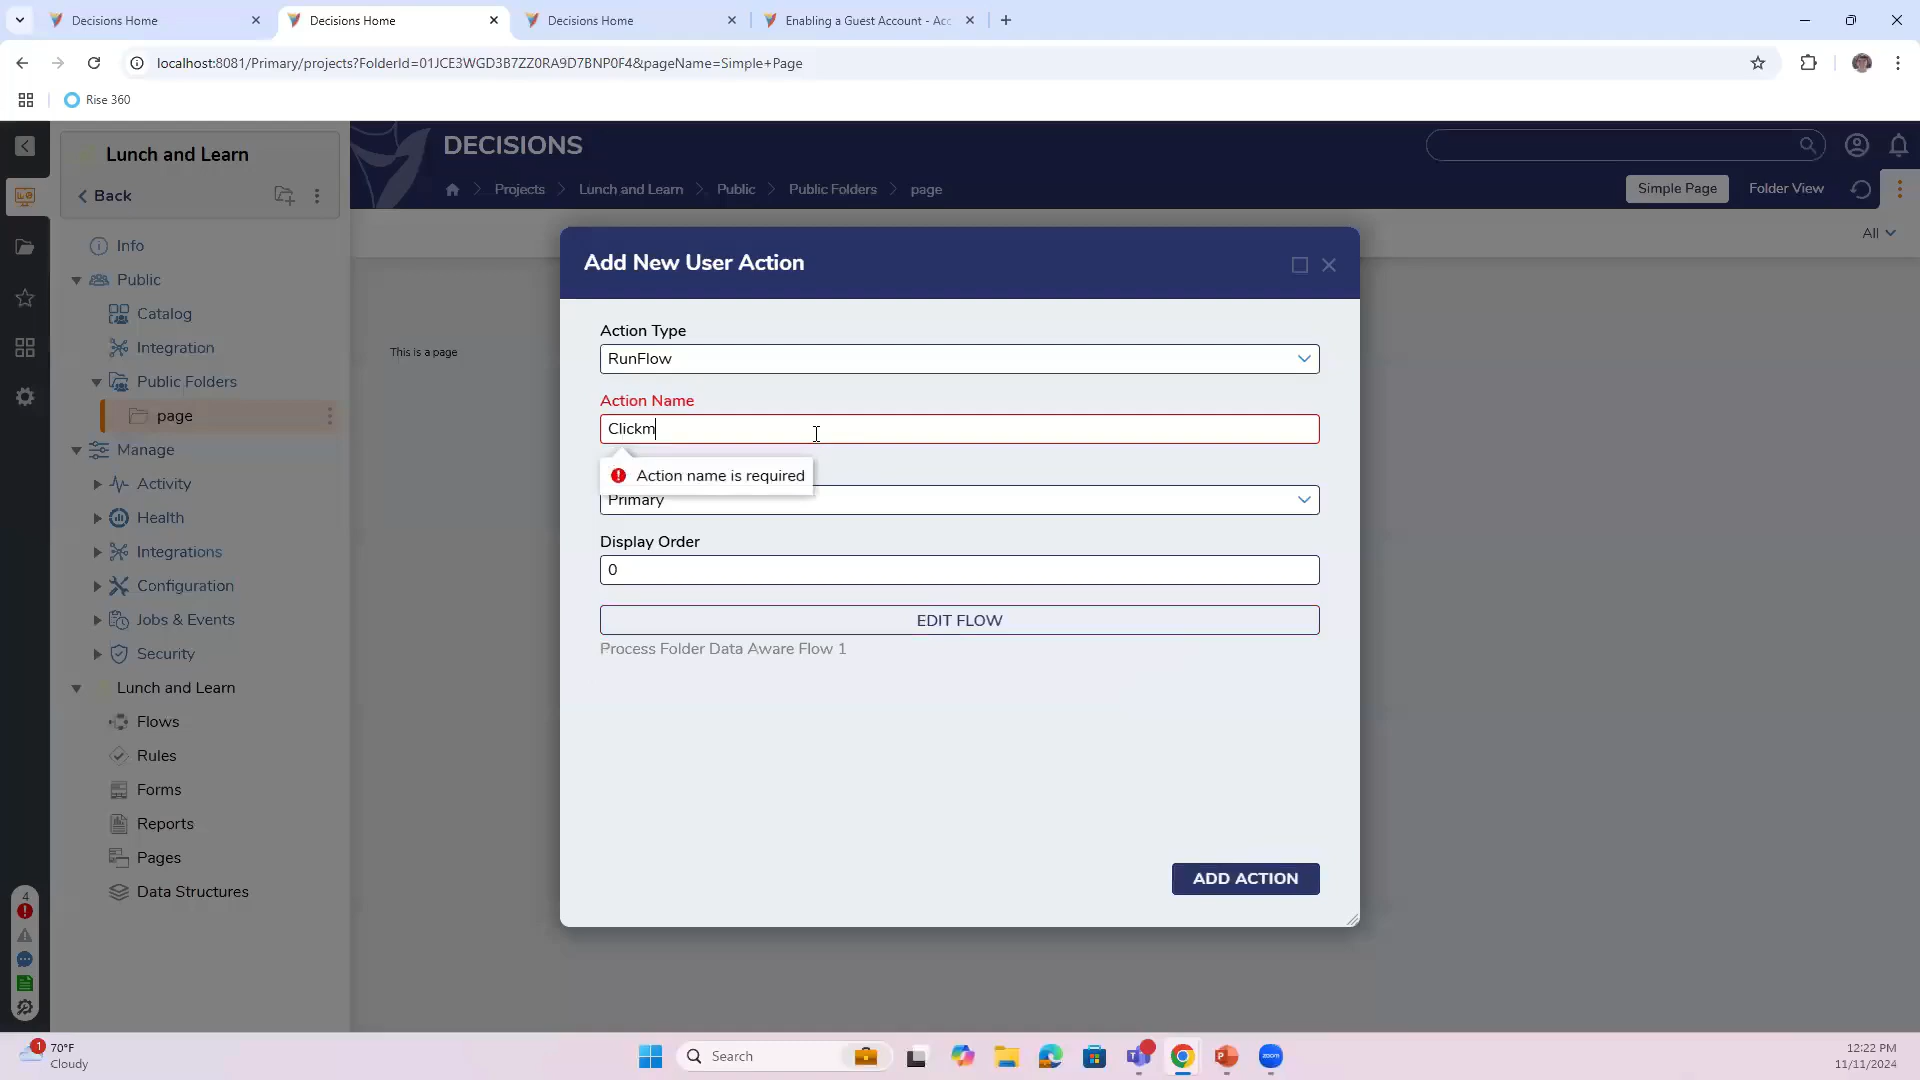 Decisions Home
Decisions Home
Decisions Home
Enabling a Guest Account - Acc
localhost:8081/Primary/projects?FolderId=01JCE3WGD3B7ZZ0RA9D7BNP0F4&pageName=Simple+Page
Rise 360
Lunch and Learn
Back
Info
Public
Catalog
Integration
Public Folders
page
Manage
Activity
Health
Integrations
Configuration
Jobs & Events
Security
Lunch and Learn
Flows
Rules
Forms
Reports
Pages
Data Structures
4
DECISIONS
Projects
Lunch and Learn
Public
Public Folders
page
Simple Page
Folder View
All
This is a page
Add New User Action
Action Type
RunFlow
Action Name
Clickm
Action name is required
Primary
Display Order
0
EDIT FLOW
Process Folder Data Aware Flow 1
ADD ACTION
1
70°F
Cloudy
Search
zoom
12:22 PM
11/11/2024